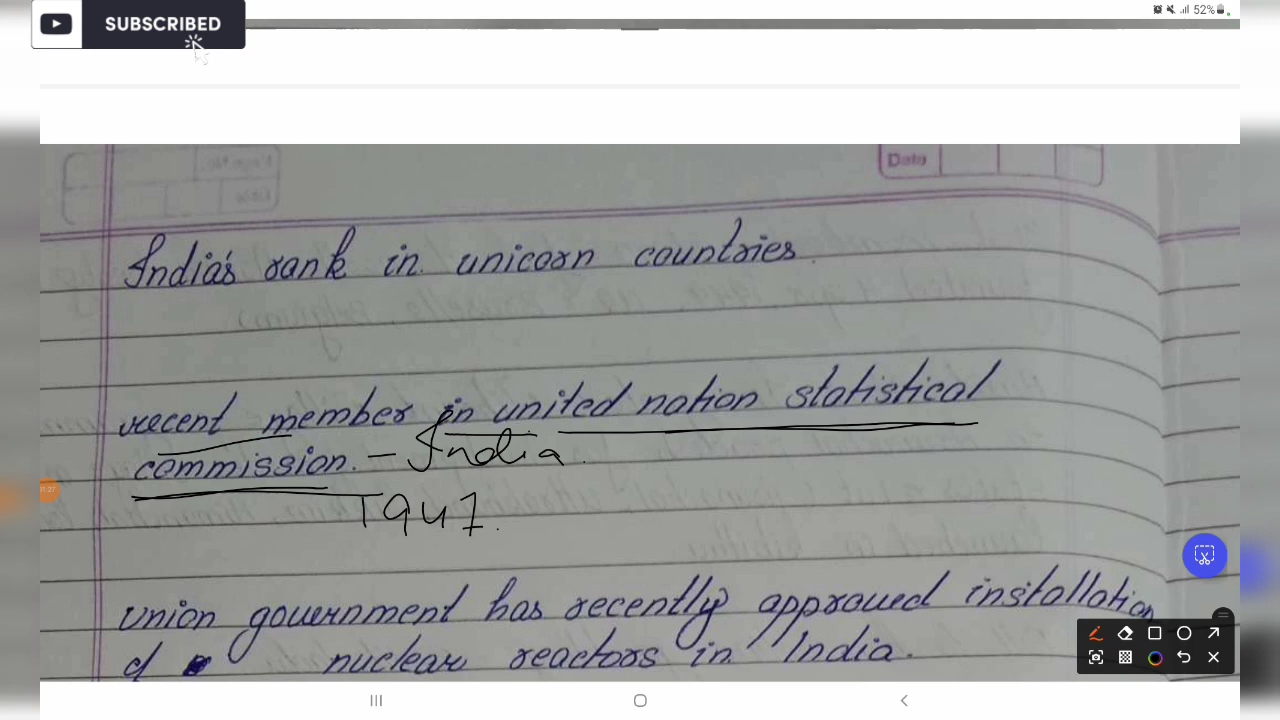 SUBSCRIBED
52%
Date
India's rank in unicorn countries.
recent member in united nation statistical
commission. - India.
1947.
union government has recently approved installation
of nuclear reactors in India.